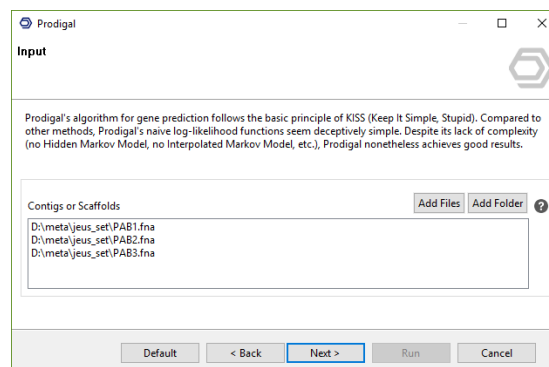 Prodigal
Input
Prodigal's algorithm for gene prediction follows the basic principle of KISS (Keep It Simple, Stupid). Compared to
other methods, Prodigal's naive log-likelihood functions seem deceptively simple. Despite its lack of complexity
(no Hidden Markov Model, no Interpolated Markov Model, etc.), Prodigal nonetheless achieves good results.
Contigs or Scaffolds
Add Files Add Folder ?
D:\meta\jeus_set\PAB1.fna
D:\meta\jeus_set\PAB2.fna
D:\meta\jeus_set\PAB3.fna
Default < Back Next > Run Cancel